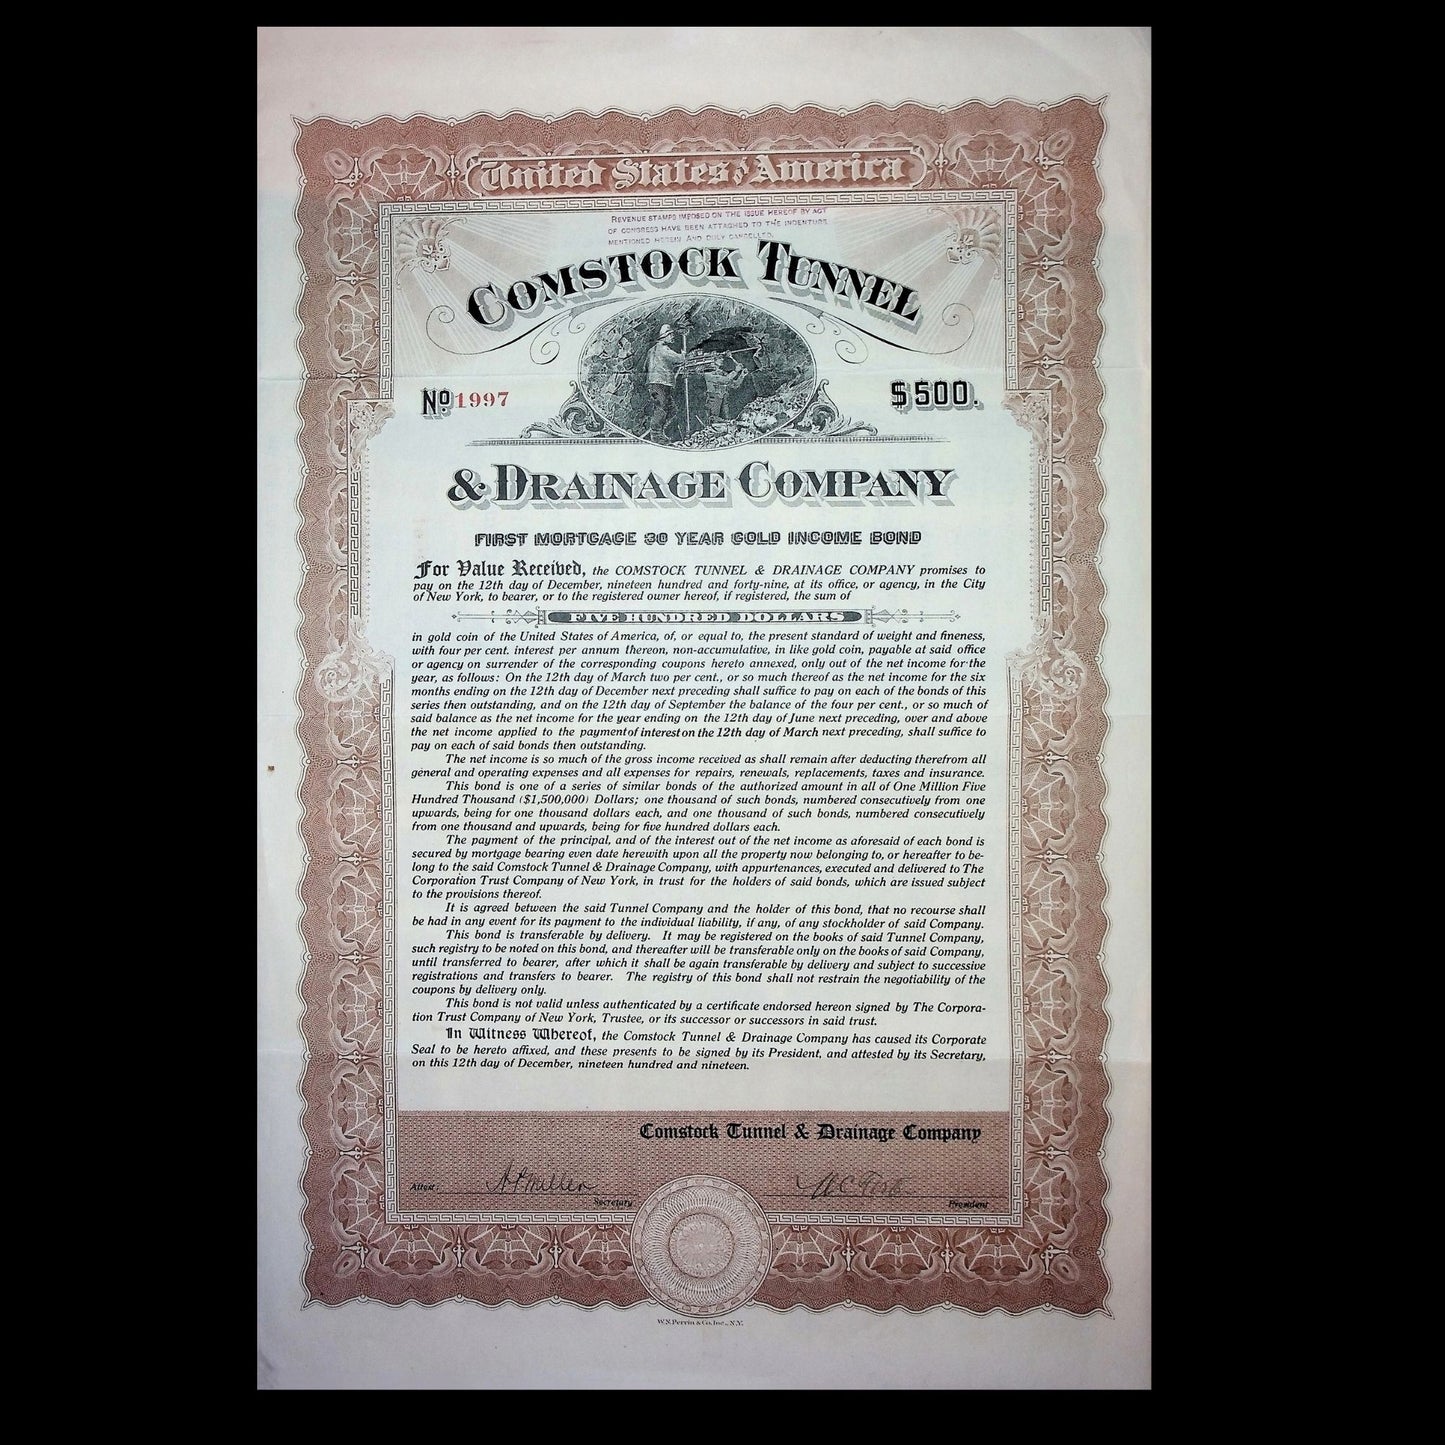 United States of America
REVENUE STAMPS IMPOSED ON THE ISSUE HEREOF BY ACT
OF CONGRESS HAVE BEEN ATTACHED TO THE INDENTURE
MENTIONED HEREIN AND DULY CANCELLED.
COMSTOCK TUNNEL
No. 1997
$500.
& DRAINAGE COMPANY
FIRST MORTGAGE 30 YEAR GOLD INCOME BOND
For Value Received, the COMSTOCK TUNNEL & DRAINAGE COMPANY promises to
pay on the 12th day of December, nineteen hundred and forty-nine, at its office, or agency, in the City
of New York, to bearer, or to the registered owner hereof, if registered, the sum of
FIVE HUNDRED DOLLARS
in gold coin of the United States of America, of, or equal to, the present standard of weight and fineness,
with four per cent. interest per annum thereon, non-accumulative, in like gold coin, payable at said office
or agency on surrender of the corresponding coupons hereto annexed, only out of the net income for the
year, as follows: On the 12th day of March two per cent., or so much thereof as the net income for the six
months ending on the 12th day of December next preceding shall suffice to pay on each of the bonds of this
series then outstanding, and on the 12th day of September the balance of the four per cent., or so much of
said balance as the net income for the year ending on the 12th day of June next preceding, over and above
the net income applied to the payment of interest on the 12th day of March next preceding, shall suffice to
pay on each of said bonds then outstanding.
The net income is so much of the gross income received as shall remain after deducting therefrom all
general and operating expenses and all expenses for repairs, renewals, replacements, taxes and insurance.
This bond is one of a series of similar bonds of the authorized amount in all of One Million Five
Hundred Thousand ($1,500,000) Dollars; one thousand of such bonds, numbered consecutively from one
upwards, being for one thousand dollars each, and one thousand of such bonds, numbered consecutively
from one thousand and upwards, being for five hundred dollars each.
The payment of the principal, and of the interest out of the net income as aforesaid of each bond is
secured by mortgage bearing even date herewith upon all the property now belonging to, or hereafter to be-
long to the said Comstock Tunnel & Drainage Company, with appurtenances, executed and delivered to The
Corporation Trust Company of New York, in trust for the holders of said bonds, which are issued subject
to the provisions thereof.
It is agreed between the said Tunnel Company and the holder of this bond, that no recourse shall
be had in any event for its payment to the individual liability, if any, of any stockholder of said Company.
This bond is transferable by delivery. It may be registered on the books of said Tunnel Company,
such registry to be noted on this bond, and thereafter will be transferable only on the books of said Company,
until transferred to bearer, after which it shall be again transferable by delivery and subject to successive
registrations and transfers to bearer. The registry of this bond shall not restrain the negotiability of the
coupons by delivery only.
This bond is not valid unless authenticated by a certificate endorsed hereon signed by The Corpora-
tion Trust Company of New York, Trustee, or its successor or successors in said trust.
In Witness Whereof, the Comstock Tunnel & Drainage Company has caused its Corporate
Seal to be hereto affixed, and these presents to be signed by its President, and attested by its Secretary,
on this 12th day of December, nineteen hundred and nineteen.
Comstock Tunnel & Drainage Company
Attest: Miller
Secretary
President
W.S. Perrin & Co. Inc., N.Y.